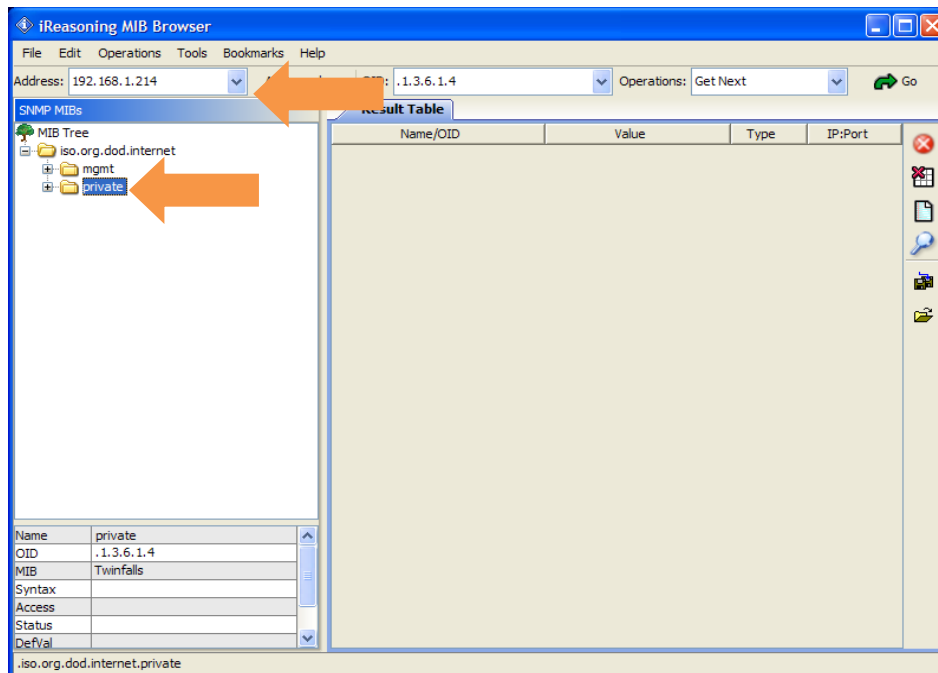 iReasoning MIB Browser
File Edit Operations Tools Bookmarks Help
Address: 192.168.1.214 : .1.3.6.1.4 Operations: Get Next Go
SNMP MIBs
Result Table
MIB Tree
Name/OID Value Type IP:Port
iso.org.dod.internet
mgmt
private
Name private
OID .1.3.6.1.4
MIB Twinfalls
Syntax
Access
Status
DefVal
.iso.org.dod.internet.private